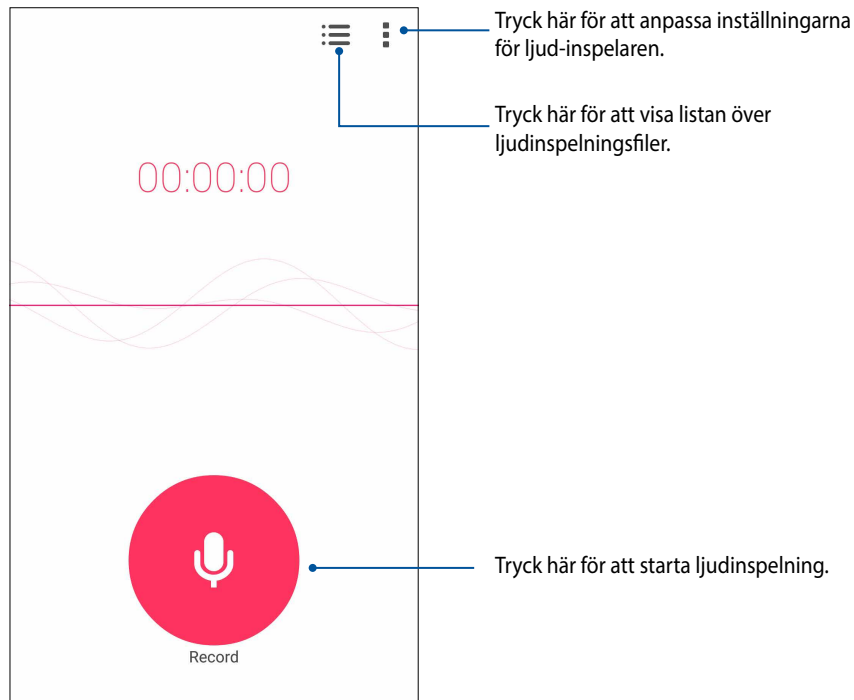 Tryck här för att anpassa inställningarna
för ljud-inspelaren.
Tryck här för att visa listan över
ljudinspelningsfiler.
00:00:00
Tryck här för att starta ljudinspelning.
Record